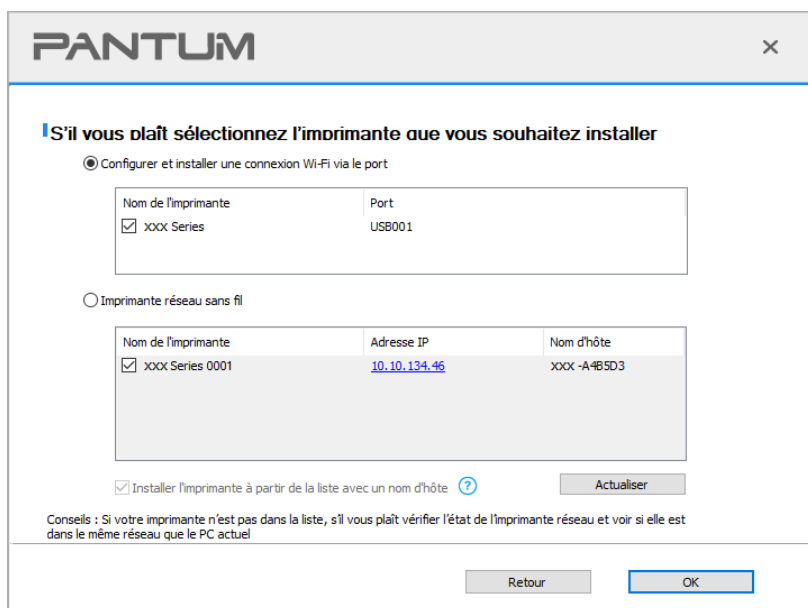 PANTUM
S'il vous plaît sélectionnez l'imprimante que vous souhaitez installer
Configurer et installer une connexion Wi-Fi via le port
Nom de l'imprimante Port
XXX Series USB001
Imprimante réseau sans fil
Nom de l'imprimante Adresse IP Nom d'hôte
XXX Series 0001 10.10.134.46 XXX -A4B5D3
Installer l'imprimante à partir de la liste avec un nom d'hôte ? Actualiser
Conseils : Si votre imprimante n'est pas dans la liste, s'il vous plaît vérifier l'état de l'imprimante réseau et voir si elle est
dans le même réseau que le PC actuel
Retour OK